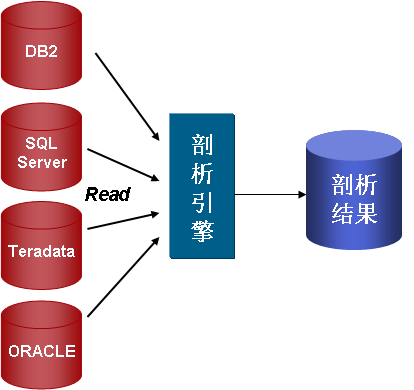 DB2
SQL
Server
Read
Teradata
ORACLE
剖
析
引
擎
剖析
结果